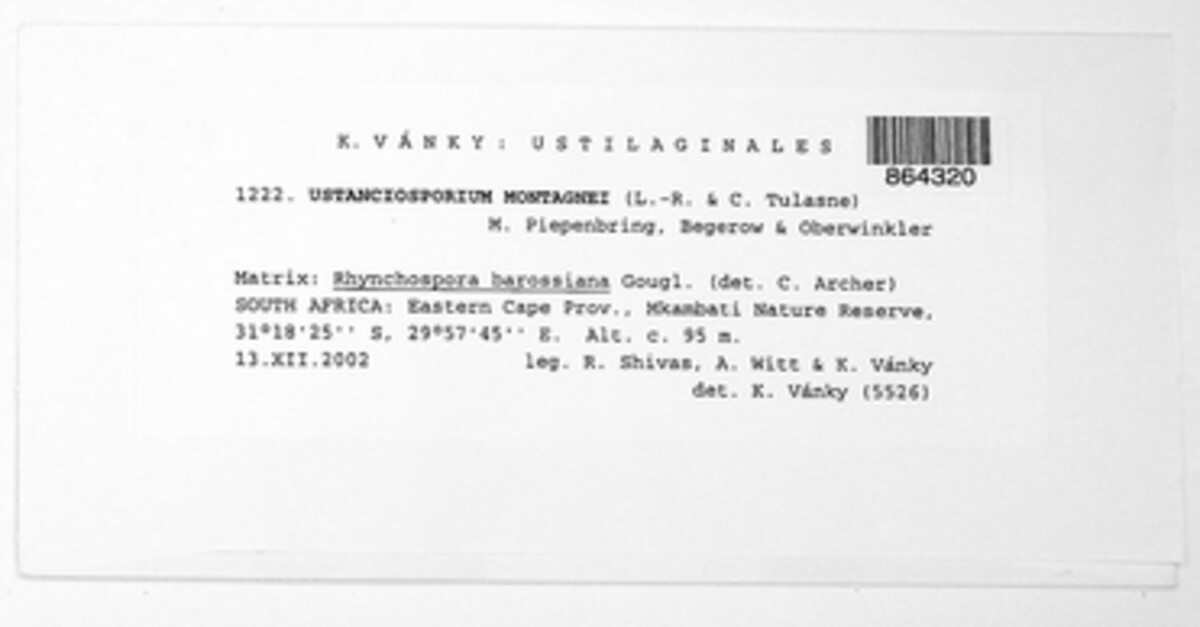 K. VÁNKY: USTILAGINALES
864320
1222. USTANCIOSPORIUM MONTAGNEI (L.-R. & C. Tulasne)
M. Piepenbring, Begerow & Oberwinkler
Matrix: Rhynchospora barossiana Gougl. (det. C. Archer)
SOUTH AFRICA: Eastern Cape Prov., Mkambati Nature Reserve,
31°18'25'' S, 29°57'45'' E. Alt. c. 95 m.
13.XII.2002 leg. R. Shivas, A. Witt & K. Vánky
det. K. Vánky (5526)